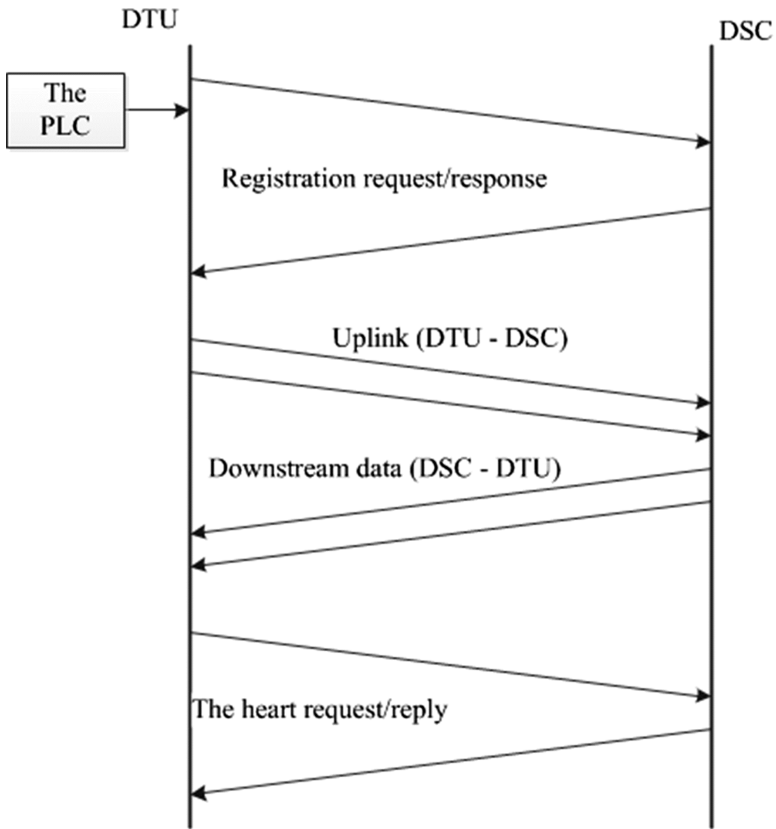 DTU
DSC
The
PLC
Registration request/response
Uplink (DTU - DSC)
Downstream data (DSC - DTU)
The heart request/reply